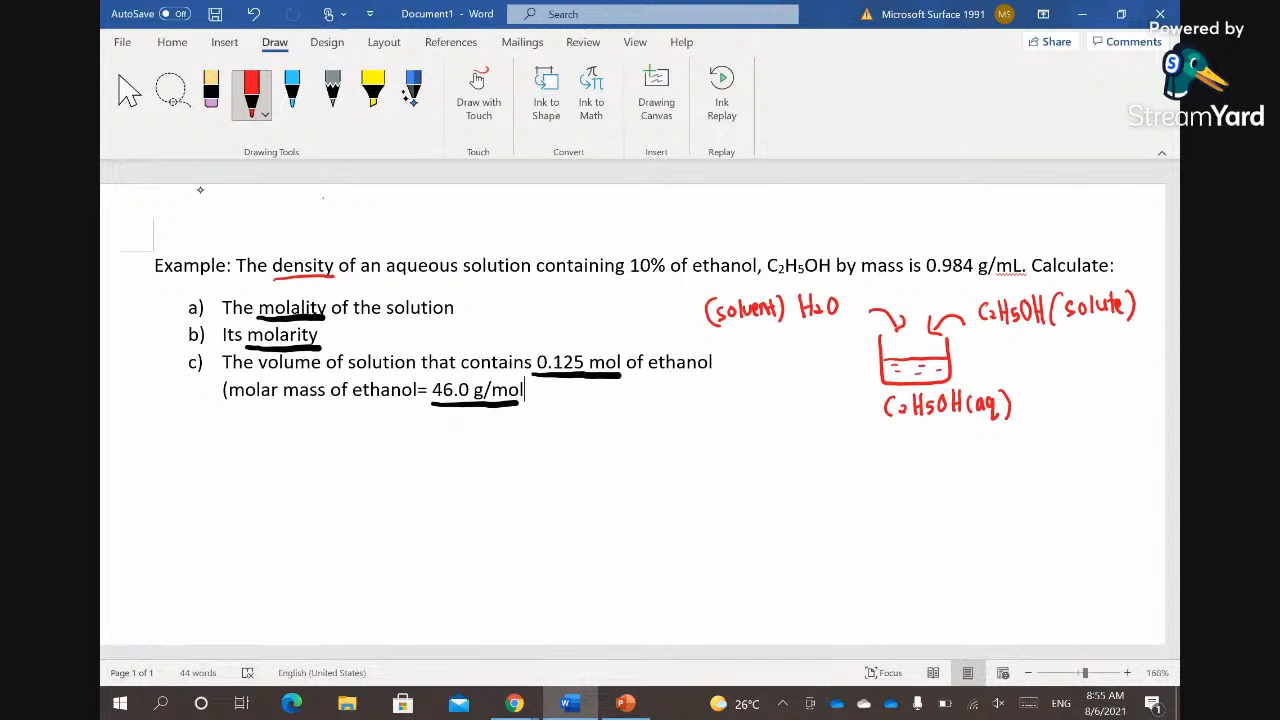 AutoSave Off Document1 - Word Search Microsoft Surface 1991 MS
Powered by
StreamYard
File Home Insert Draw Design Layout References Mailings Review View Help Share Comments
Draw with Touch
Ink to Shape
Ink to Math
Drawing Canvas
Ink Replay
Drawing Tools Touch Convert Insert Replay
Example: The density of an aqueous solution containing 10% of ethanol, C2H5OH by mass is 0.984 g/mL. Calculate:
a) The molality of the solution
b) Its molarity
c) The volume of solution that contains 0.125 mol of ethanol
(molar mass of ethanol= 46.0 g/mol
(solvent) H2O
C2H5OH (solute)
C2H5OH(aq)
Page 1 of 1 44 words English (United States) Focus 168%
26°C ENG 8:55 AM
8/6/2021